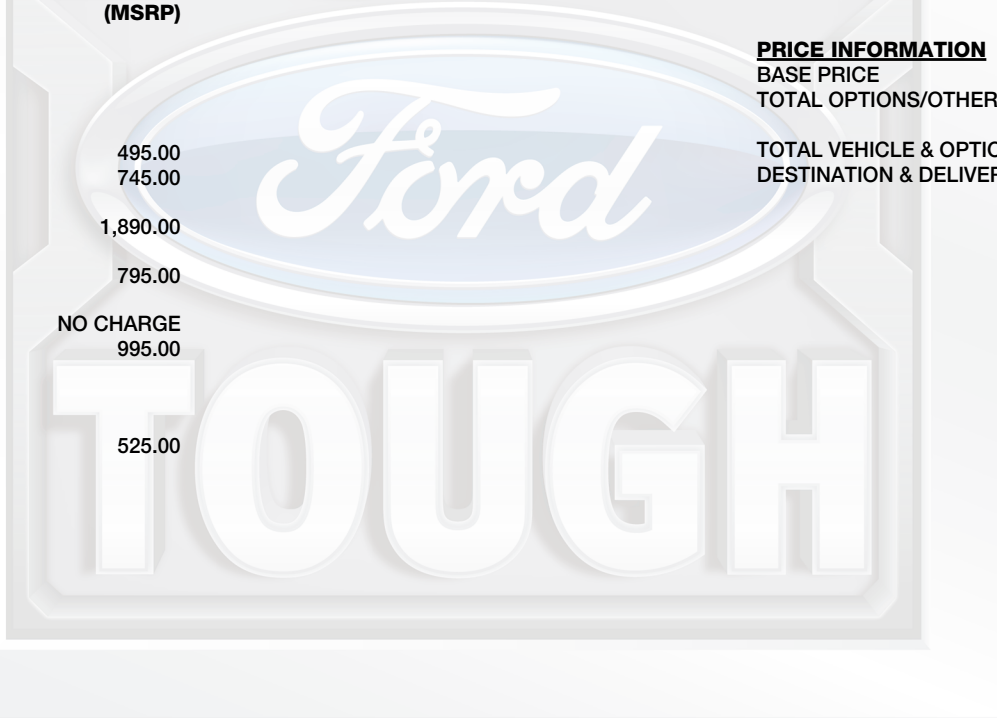 (MSRP)
495.00
745.00
1,890.00
795.00
NO CHARGE
995.00
525.00
PRICE INFORMATION
BASE PRICE
TOTAL OPTIONS/OTHER
TOTAL VEHICLE & OPTIO
DESTINATION & DELIVER
Ford
TOUGH